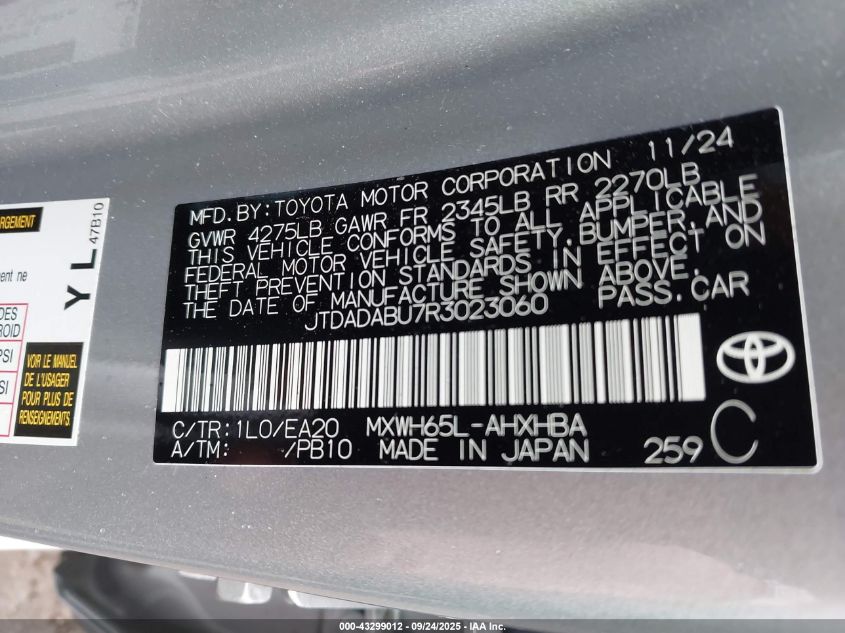 MFD. BY: TOYOTA MOTOR CORPORATION 11/24
GVWR 4275LB GAWR FR 2345LB RR 2270LB
THIS VEHICLE CONFORMS TO ALL APPLICABLE
FEDERAL MOTOR VEHICLE SAFETY, BUMPER, AND
THEFT PREVENTION STANDARDS IN EFFECT ON
THE DATE OF MANUFACTURE SHOWN ABOVE.
JTDADABU7R3023060 PASS. CAR
C/TR: 1L0/EA20 MXWH65L-AHXHBA
A/TM: /PB10 MADE IN JAPAN 259 C
YL
47B10
VOIR LE MANUEL
DE L'USAGER
POUR PLUS DE
RENSEIGNEMENTS
000-43299012 - 09/24/2025 - IAA Inc.